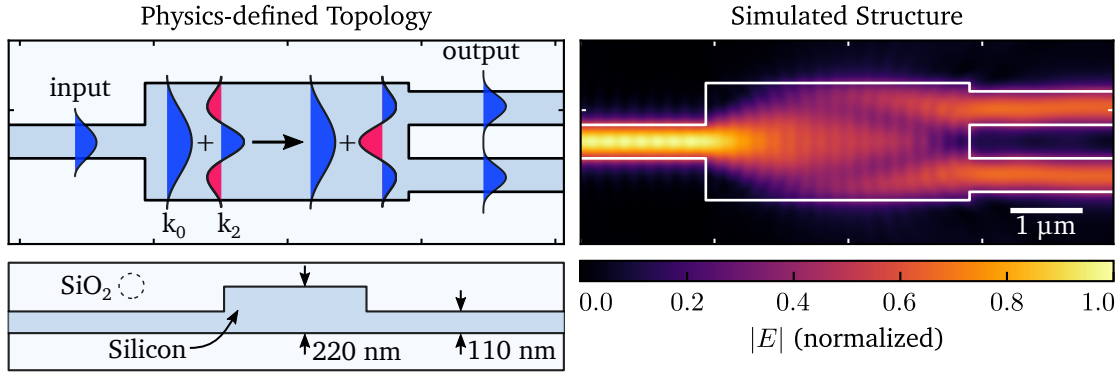 Physics-defined Topology
input
output
+
+
k₀
k₂
SiO₂
Silicon
220 nm
110 nm
Simulated Structure
1 μm
0.0 0.2 0.4 0.6 0.8 1.0
|E| (normalized)